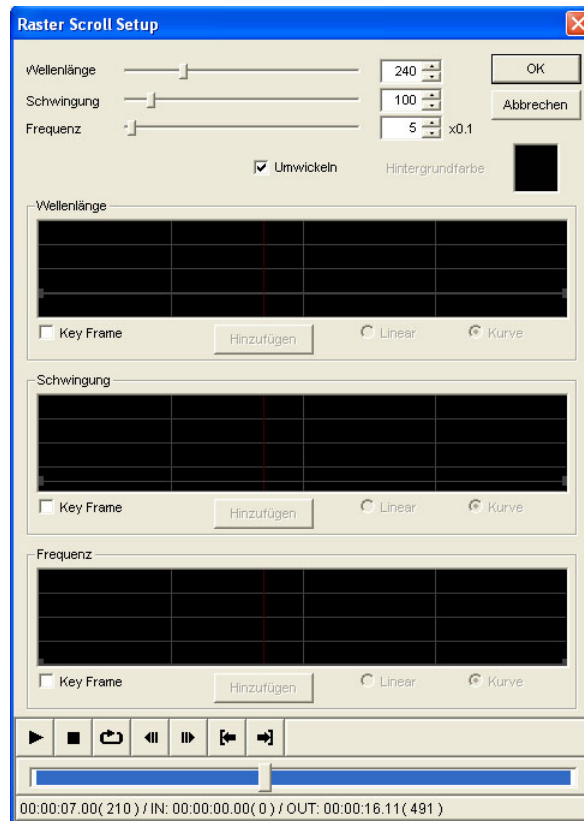 Raster Scroll Setup
Wellenlänge 240 OK
Schwingung 100 Abbrechen
Frequenz 5 x0.1
Umwickeln Hintergrundfarbe
Wellenlänge
Key Frame Hinzufügen Linear Kurve
Schwingung
Key Frame Hinzufügen Linear Kurve
Frequenz
Key Frame Hinzufügen Linear Kurve
00:00:07.00( 210 ) / IN: 00:00:00.00( 0 ) / OUT: 00:00:16.11( 491 )